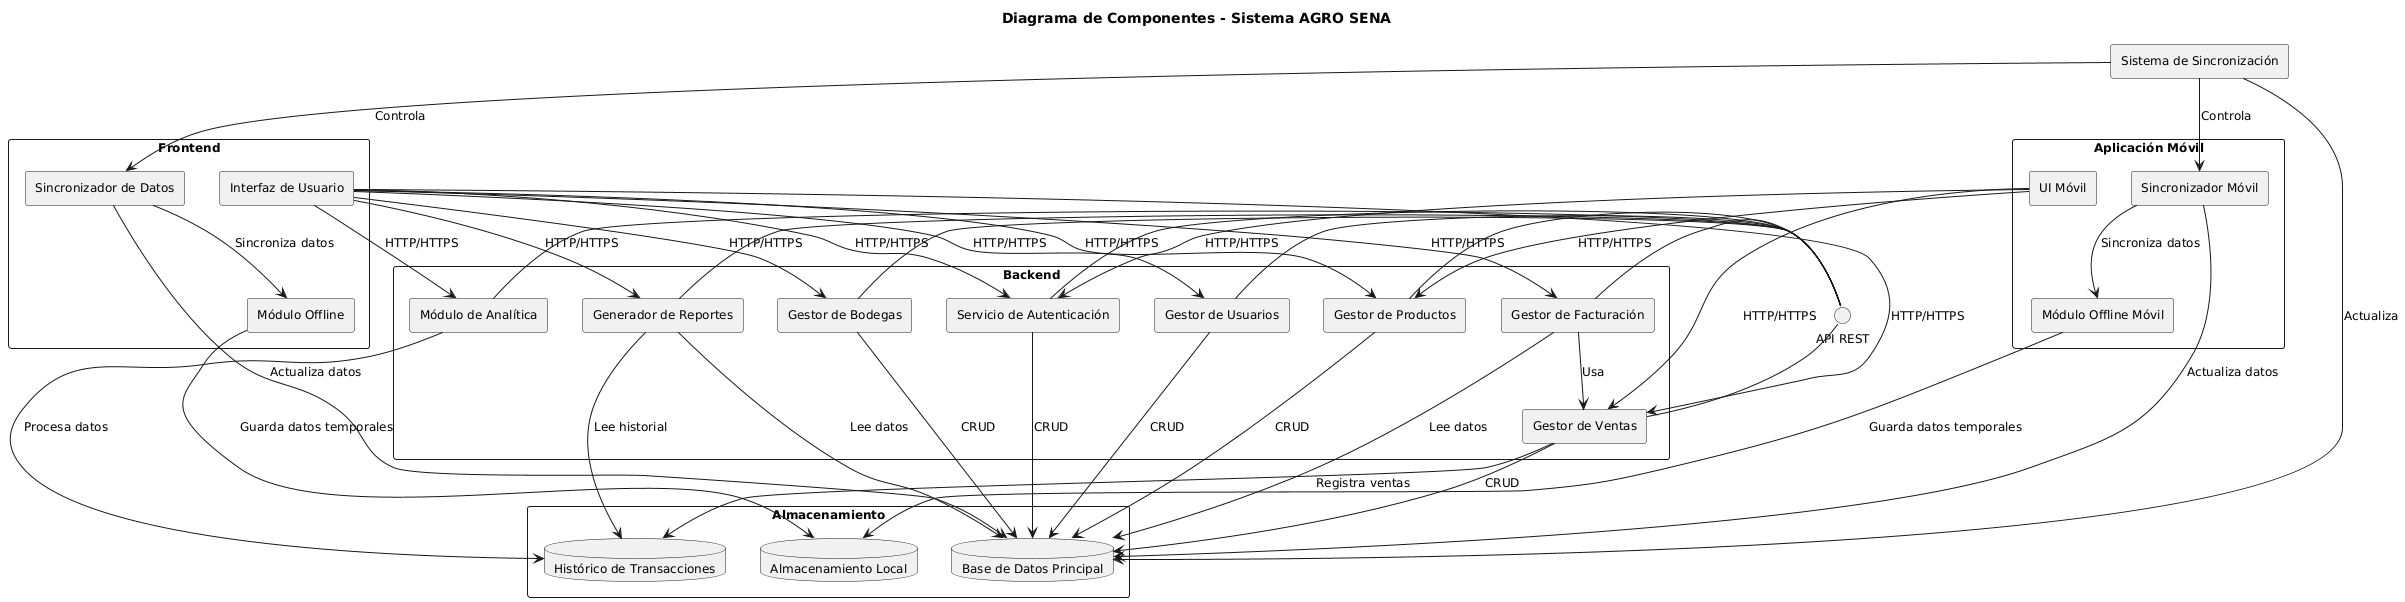 Diagrama de Componentes - Sistema AGRO SENA
Sistema de Sincronización
Controla
Controla
Frontend
Aplicación Móvil
Sincronizador de Datos
Interfaz de Usuario
UI Móvil
Sincronizador Móvil
Sincroniza datos
HTTP/HTTPS
HTTP/HTTPS
HTTP/HTTPS
HTTP/HTTPS
HTTP/HTTPS
HTTP/HTTPS
HTTP/HTTPS
HTTP/HTTPS
HTTP/HTTPS
Sincroniza datos
Backend
Módulo Offline
Módulo de Analítica
Generador de Reportes
Gestor de Bodegas
Servicio de Autenticación
Gestor de Usuarios
Gestor de Productos
Gestor de Facturación
HTTP/HTTPS
HTTP/HTTPS
Módulo Offline Móvil
Actualiza
API REST
Actualiza datos
Usa
Actualiza datos
Procesa datos
Guarda datos temporales
Lee historial
Lee datos
CRUD
CRUD
CRUD
CRUD
Lee datos
Gestor de Ventas
Guarda datos temporales
Registra ventas
CRUD
Almacenamiento
Histórico de Transacciones
Almacenamiento Local
Base de Datos Principal